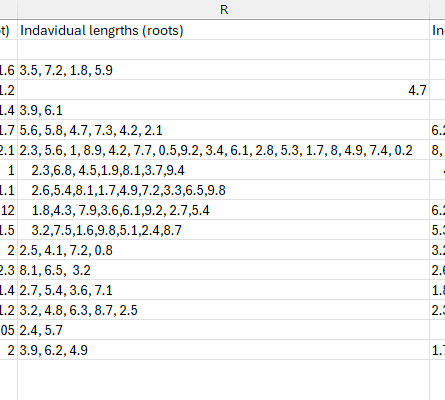 R
t) Indavidual lengrths (roots) In
1.6 3.5, 7.2, 1.8, 5.9
1.2 4.7
1.4 3.9, 6.1
1.7 5.6, 5.8, 4.7, 7.3, 4.2, 2.1 6.2
2.1 2.3, 5.6, 1, 8.9, 4.2, 7.7, 0.5,9.2, 3.4, 6.1, 2.8, 5.3, 1.7, 8, 4.9, 7.4, 0.2 8,
1 2.3,6.8, 4.5,1.9,8.1,3.7,9.4
1.1 2.6,5.4,8.1,1.7,4.9,7.2,3.3,6.5,9.8
12 1.8,4.3, 7.9,3.6,6.1,9.2, 2.7,5.4 6.2
1.5 3.2,7.5,1.6,9.8,5.1,2.4,8.7 5.3
2 2.5, 4.1, 7.2, 0.8 3.2
2.3 8.1, 6.5, 3.2 2.6
1.4 2.7, 5.4, 3.6, 7.1 1.8
1.2 3.2, 4.8, 6.3, 8.7, 2.5 2.3
05 2.4, 5.7
2 3.9, 6.2, 4.9 1.7